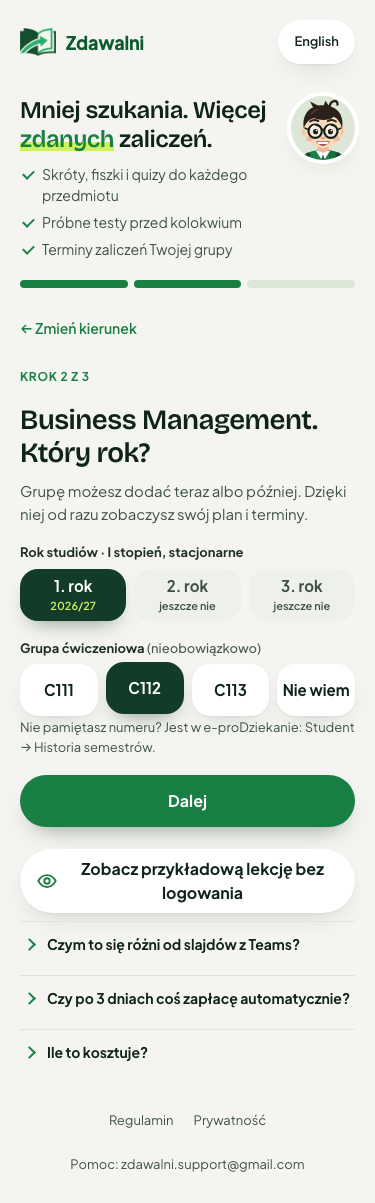 Zdawalni
English
Mniej szukania. Więcej
zdanych zaliczeń.
Skróty, fiszki i quizy do każdego
przedmiotu
Próbne testy przed kolokwium
Terminy zaliczeń Twojej grupy
← Zmień kierunek
KROK 2 Z 3
Business Management.
Który rok?
Grupę możesz dodać teraz albo później. Dzięki
niej od razu zobaczysz swój plan i terminy.
Rok studiów · I stopień, stacjonarne
1. rok 2. rok 3. rok
2026/27 jeszcze nie jeszcze nie
Grupa ćwiczeniowa (nieobowiązkowo)
C111 C112 C113 Nie wiem
Nie pamiętasz numeru? Jest w e-proDziekanie: Student
→ Historia semestrów.
Dalej
Zobacz przykładową lekcję bez
logowania
Czym to się różni od slajdów z Teams?
Czy po 3 dniach coś zapłacę automatycznie?
Ile to kosztuje?
Regulamin Prywatność
Pomoc: zdawalni.support@gmail.com